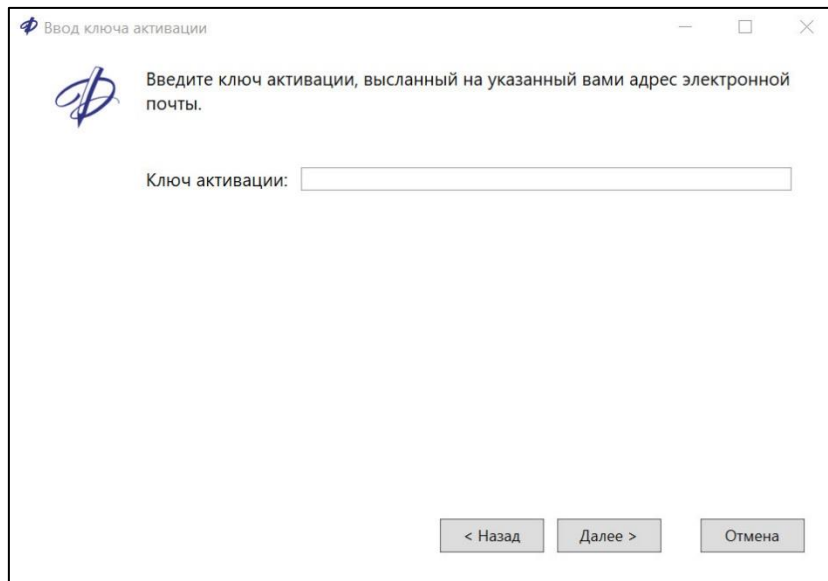 Ввод ключа активации
Введите ключ активации, высланный на указанный вами адрес электронной
почты.
Ключ активации:
< Назад
Далее >
Отмена